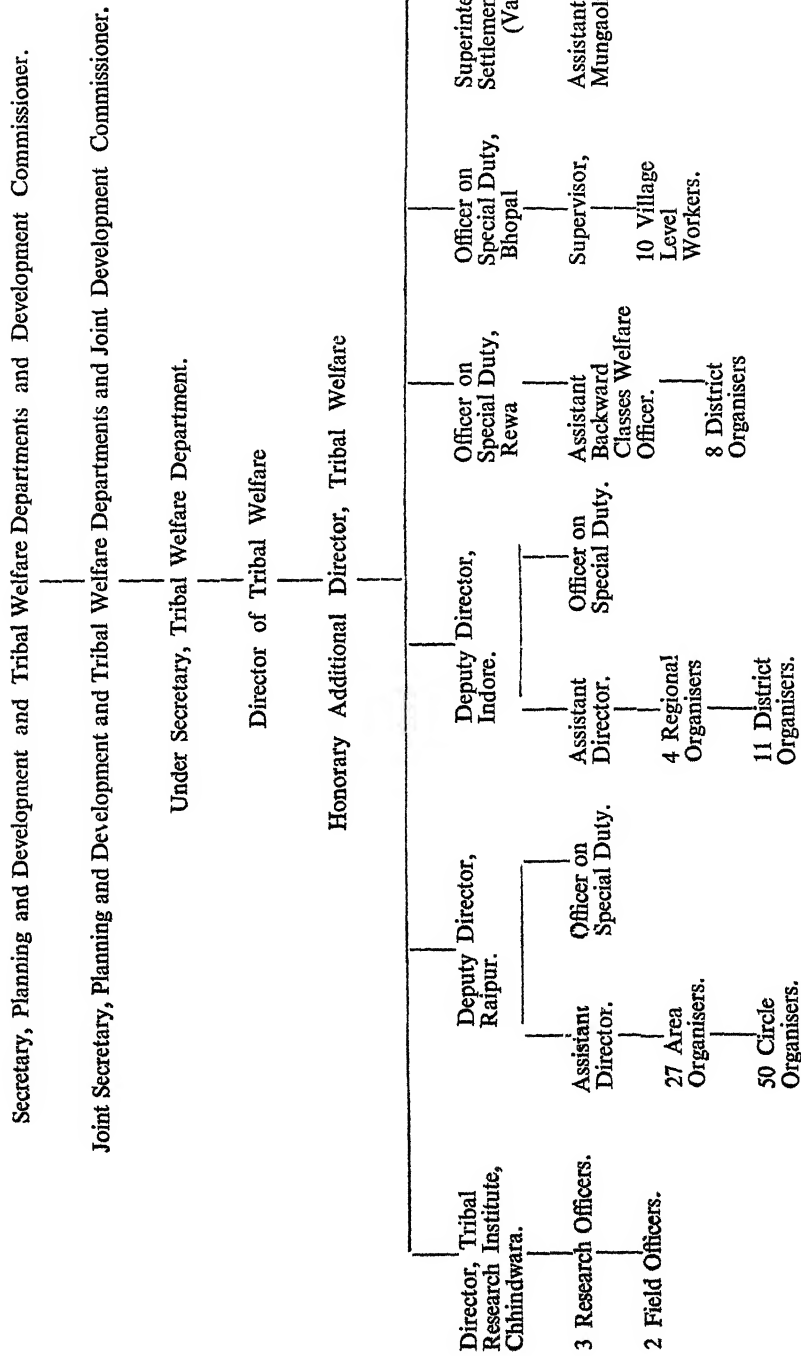 Secretary, Planning and Development and Tribal Welfare Departments and Development Commissioner.
Joint Secretary, Planning and Development and Tribal Welfare Departments and Joint Development Commissioner.
Under Secretary, Tribal Welfare Department.
Director of Tribal Welfare
Honorary Additional Director, Tribal Welfare
Director, Tribal
Research Institute,
Chhindwara.
3 Research Officers.
2 Field Officers.
Deputy Director,
Raipur.
Assistant
Director.
27 Area
Organisers.
50 Circle
Organisers.
Officer on
Special Duty.
Deputy Director,
Indore.
Assistant
Director.
4 Regional
Organisers
11 District
Organisers.
Officer on
Special Duty.
Officer on
Special Duty,
Rewa
Assistant
Backward
Classes Welfare
Officer.
8 District
Organisers
Officer on
Special Duty,
Bhopal
Supervisor,
10 Village
Level
Workers.
Assistant